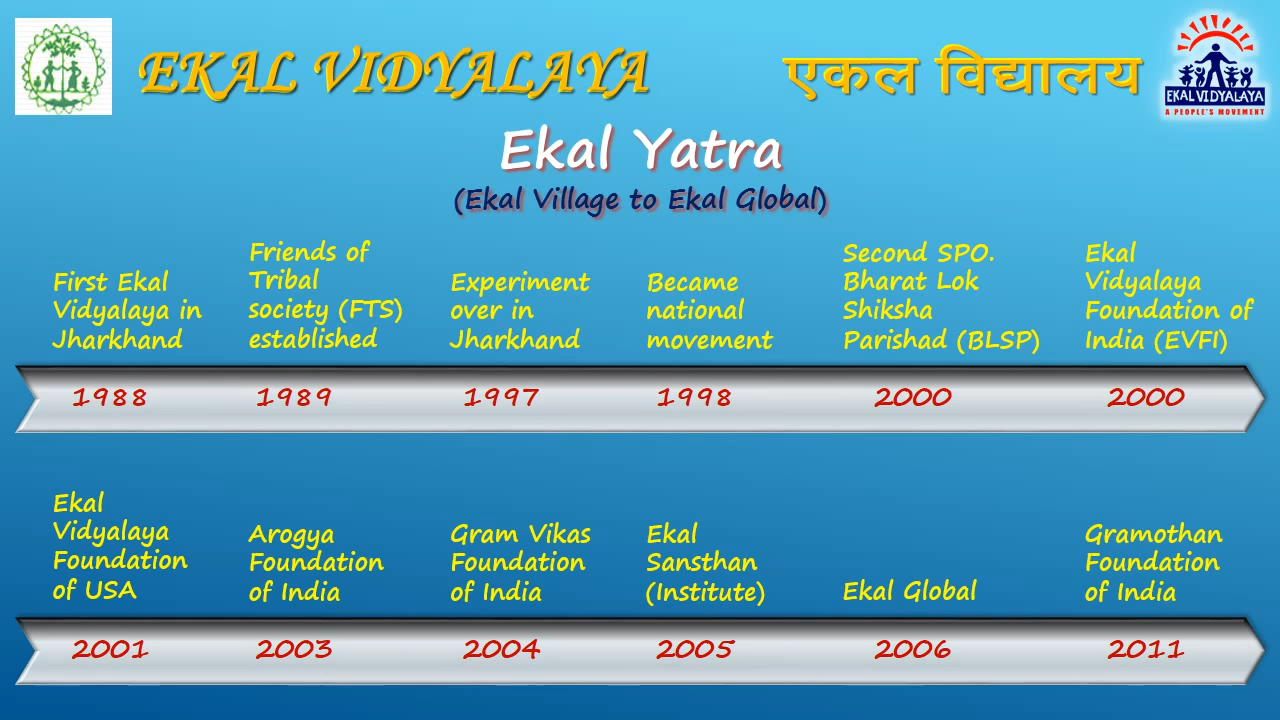 EKAL VIDYALAYA
एकल विद्यालय
EKAL VIDYALAYA
A PEOPLE'S MOVEMENT
Ekal Yatra
(Ekal Village to Ekal Global)
First Ekal
Vidyalaya in
Jharkhand
Friends of
Tribal
society (FTS)
established
Experiment
over in
Jharkhand
Became
national
movement
Second SPO.
Bharat Lok
Shiksha
Parishad (BLSP)
Ekal
Vidyalaya
Foundation of
India (EVFI)
1988
1989
1997
1998
2000
2000
Ekal
Vidyalaya
Foundation
of USA
Arogya
Foundation
of India
Gram Vikas
Foundation
of India
Ekal
Sansthan
(Institute)
Ekal Global
Gramothan
Foundation
of India
2001
2003
2004
2005
2006
2011